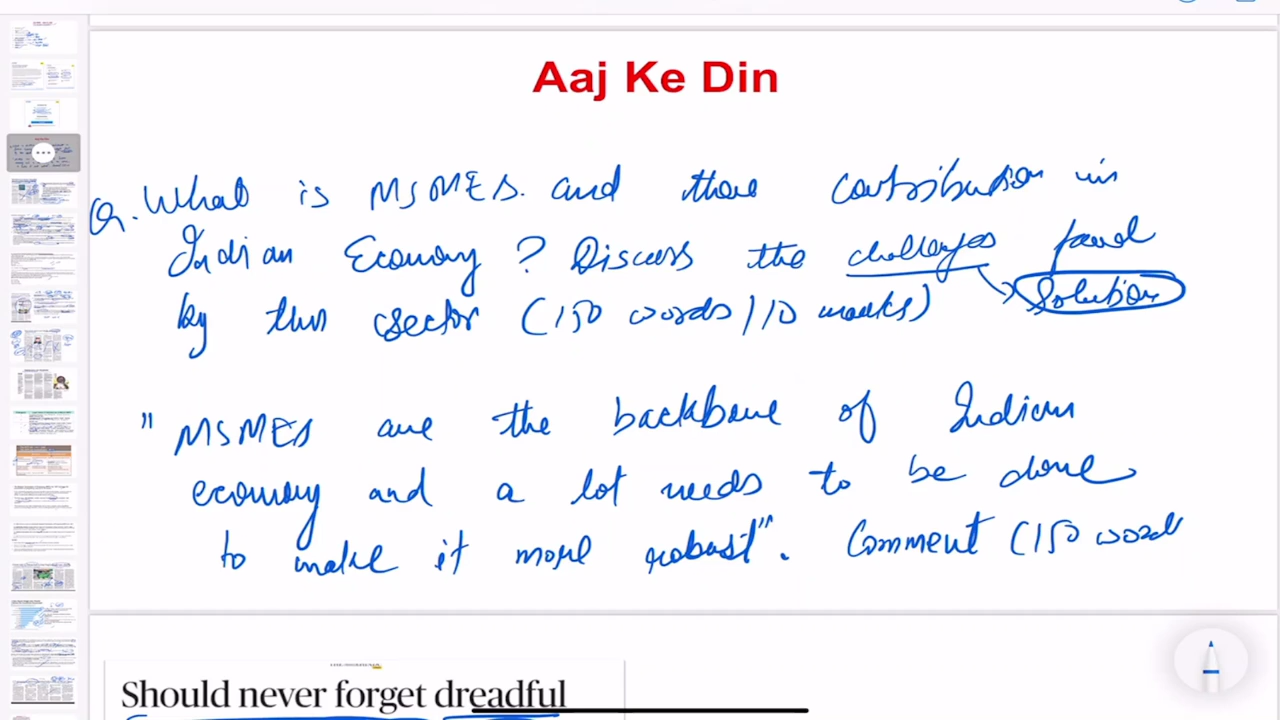 Aaj Ke Din
Q. What is MSMES. and there contribution in
Indian Economy? Discuss the challenges faced
by this sector (150 words/10 marks)
Solution
"MSMES are the backbone of Indian
economy and a lot needs to be done
to make it more robust". Comment (150 words
Should never forget dreadful